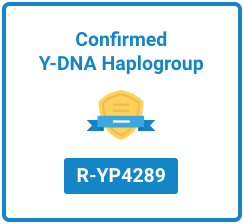 Confirmed
Y-DNA Haplogroup
R-YP4289